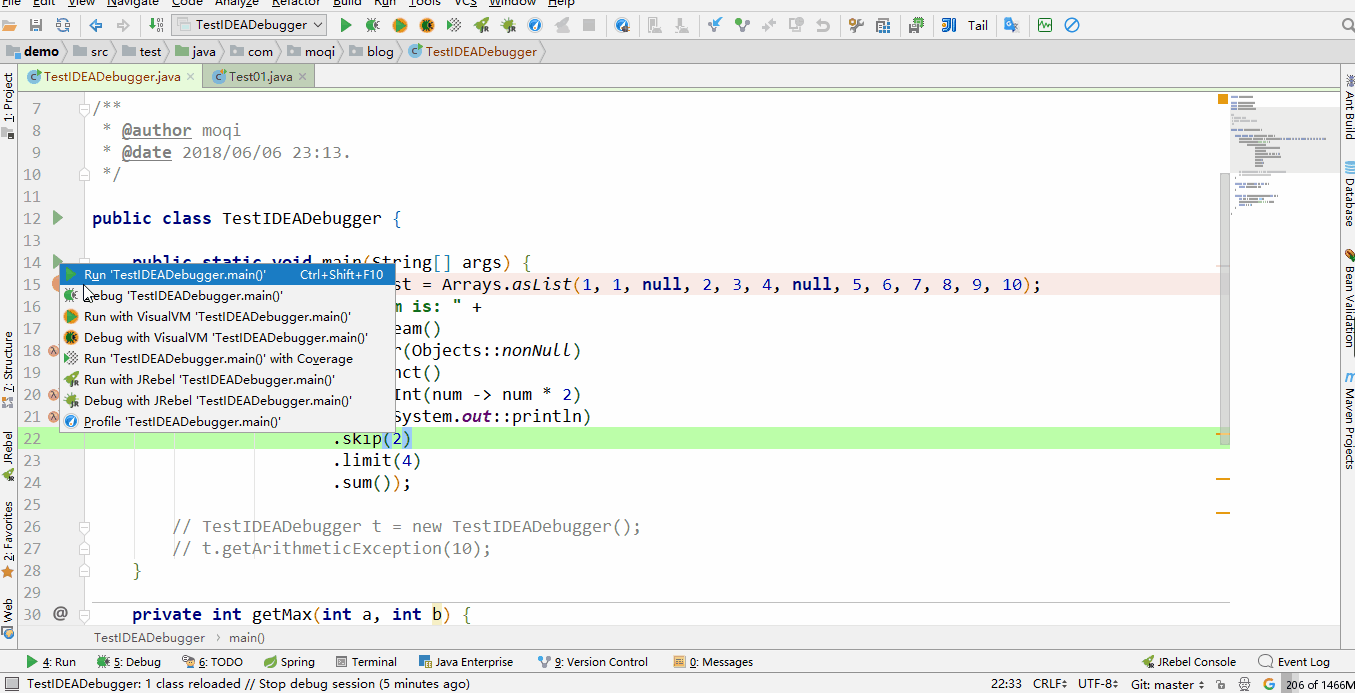 File Edit View Navigate Code Analyze Refactor Build Run Tools VCS Window Help
TestIDEADebugger
Tail
demo src test java com moqi blog TestIDEADebugger
TestIDEADebugger.java Test01.java
1: Project
7: Structure
JRebel
2: Favorites
Web
7 /**
8 * @author moqi
9 * @date 2018/06/06 23:13.
10 */
11
12 public class TestIDEADebugger {
13
14 public static void main(String[] args) {
15 st = Arrays.asList(1, 1, null, 2, 3, 4, null, 5, 6, 7, 8, 9, 10);
16 m is: " +
17 eam()
18 r(Objects::nonNull)
19 nct()
20 Int(num -> num * 2)
21 System.out::println)
22 .skip(2)
23 .limit(4)
24 .sum());
25
26 // TestIDEADebugger t = new TestIDEADebugger();
27 // t.getArithmeticException(10);
28 }
29
30 @ private int getMax(int a, int b) {
Run 'TestIDEADebugger.main()' Ctrl+Shift+F10
Debug 'TestIDEADebugger.main()'
Run with VisualVM 'TestIDEADebugger.main()'
Debug with VisualVM 'TestIDEADebugger.main()'
Run 'TestIDEADebugger.main()' with Coverage
Run with JRebel 'TestIDEADebugger.main()'
Debug with JRebel 'TestIDEADebugger.main()'
Profile 'TestIDEADebugger.main()'
Ant Build
Database
Bean Validation
Maven Projects
TestIDEADebugger › main()
4: Run 5: Debug 6: TODO Spring Terminal Java Enterprise 9: Version Control 0: Messages JRebel Console Event Log
TestIDEADebugger: 1 class reloaded // Stop debug session (5 minutes ago) 22:33 CRLF UTF-8 Git: master 206 of 1466M